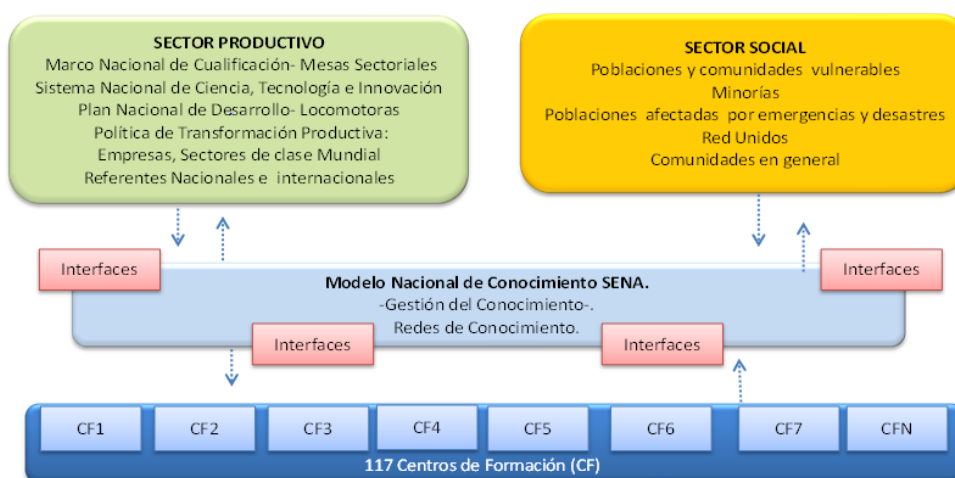 SECTOR PRODUCTIVO
Marco Nacional de Cualificación- Mesas Sectoriales
Sistema Nacional de Ciencia, Tecnología e Innovación
Plan Nacional de Desarrollo- Locomotoras
Política de Transformación Productiva:
Empresas, Sectores de clase Mundial
Referentes Nacionales e internacionales
SECTOR SOCIAL
Poblaciones y comunidades vulnerables
Minorías
Poblaciones afectadas por emergencias y desastres
Red Unidos
Comunidades en general
Interfaces
Interfaces
Modelo Nacional de Conocimiento SENA.
-Gestión del Conocimiento-.
Redes de Conocimiento.
Interfaces
Interfaces
CF1
CF2
CF3
CF4
CF5
CF6
CF7
CFN
117 Centros de Formación (CF)